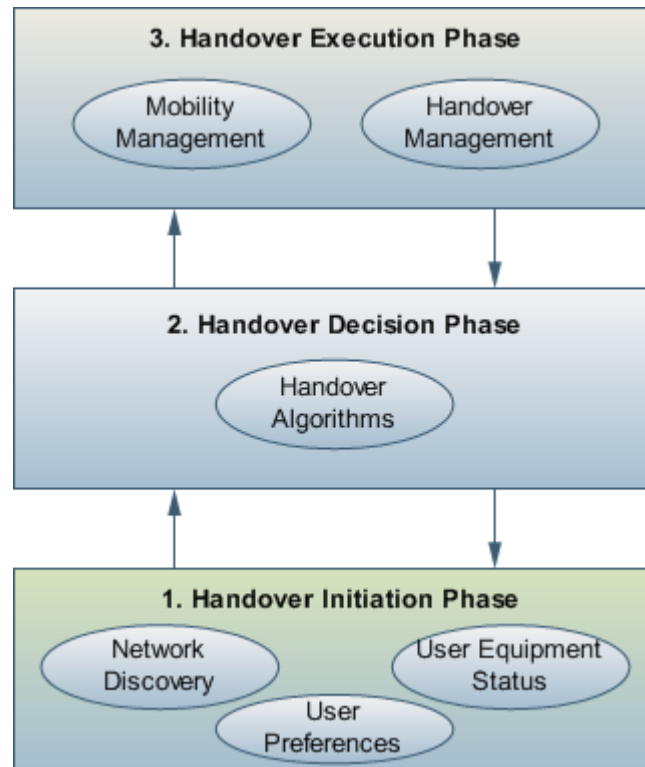 3. Handover Execution Phase
Mobility
Management
Handover
Management
2. Handover Decision Phase
Handover
Algorithms
1. Handover Initiation Phase
Network
Discovery
User Equipment
Status
User
Preferences